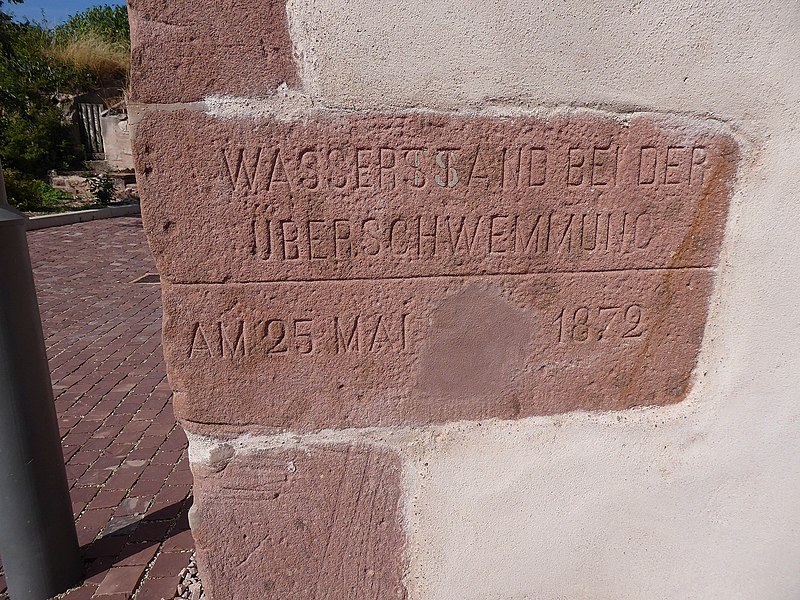 WASSERSTAND BEI DER
ÜBERSCHWEMMUNG
AM 25 MAI 1872